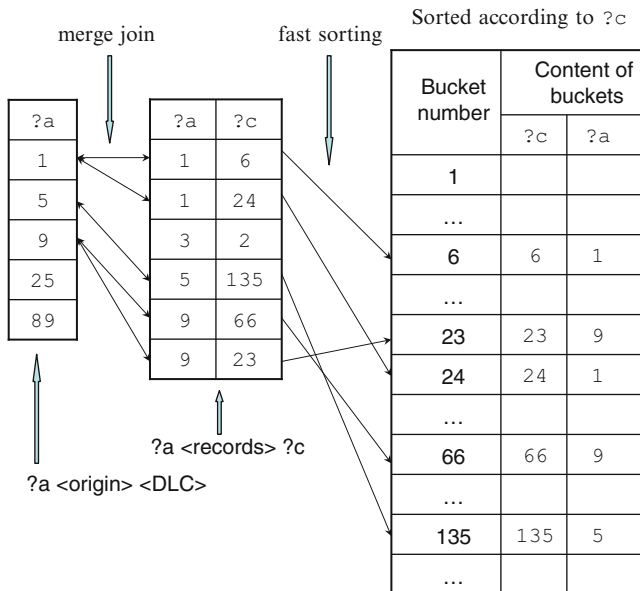 Sorted according to ?c
merge join
fast sorting
?a
1
5
9
25
89
?a ?c
1 6
1 24
3 2
5 135
9 66
9 23
?a <records> ?c
?a <origin> <DLC>
Bucket number
Content of buckets
?c ?a
1
...
6 6 1
...
23 23 9
24 24 1
...
66 66 9
...
135 135 5
...